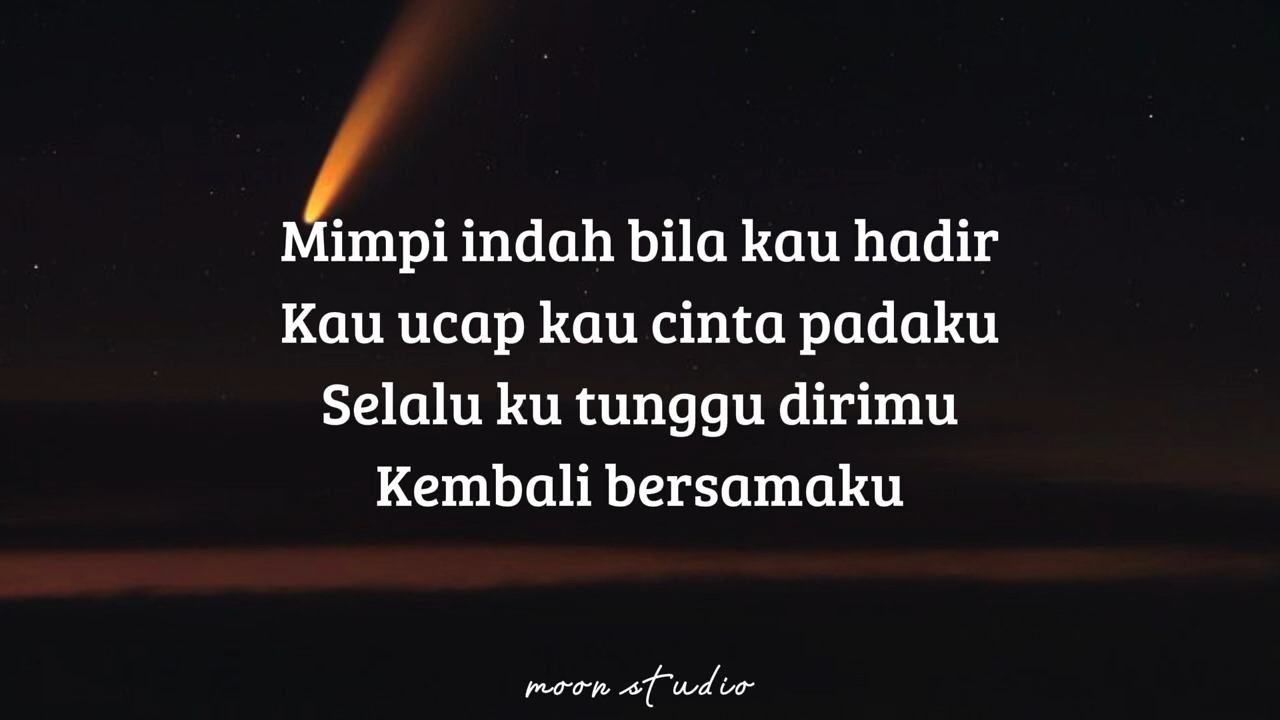 Mimpi indah bila kau hadir
Kau ucap kau cinta padaku
Selalu ku tunggu dirimu
Kembali bersamaku
moon studio